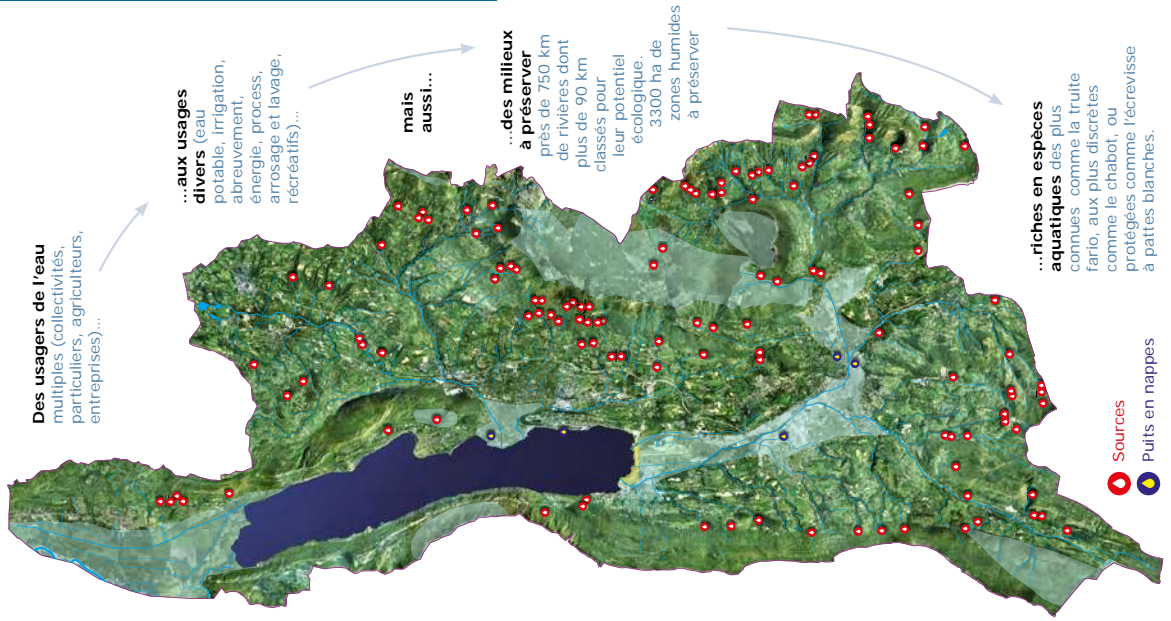 Des usagers de l'eau
multiples (collectivités,
particuliers, agriculteurs,
entreprises)...
...aux usages
divers (eau
potable, irrigation,
abreuvement,
énergie, process,
arrosage et lavage,
récréatifs)...
mais
aussi...
...des milieux
à préserver
près de 750 km
de rivières dont
plus de 90 km
classés pour
leur potentiel
écologique.
3300 ha de
zones humides
à préserver
...riches en espèces
aquatiques des plus
connues comme la truite
fario, aux plus discrètes
comme le chabot, ou
protégées comme l'écrevisse
à pattes blanches.
Sources
Puits en nappes